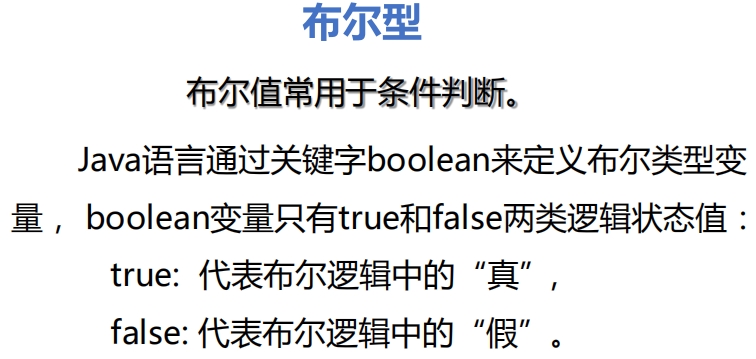 布尔型
布尔值常用于条件判断。
Java语言通过关键字boolean来定义布尔类型变
量， boolean变量只有true和false两类逻辑状态值：
true: 代表布尔逻辑中的“真”,
false: 代表布尔逻辑中的“假”。